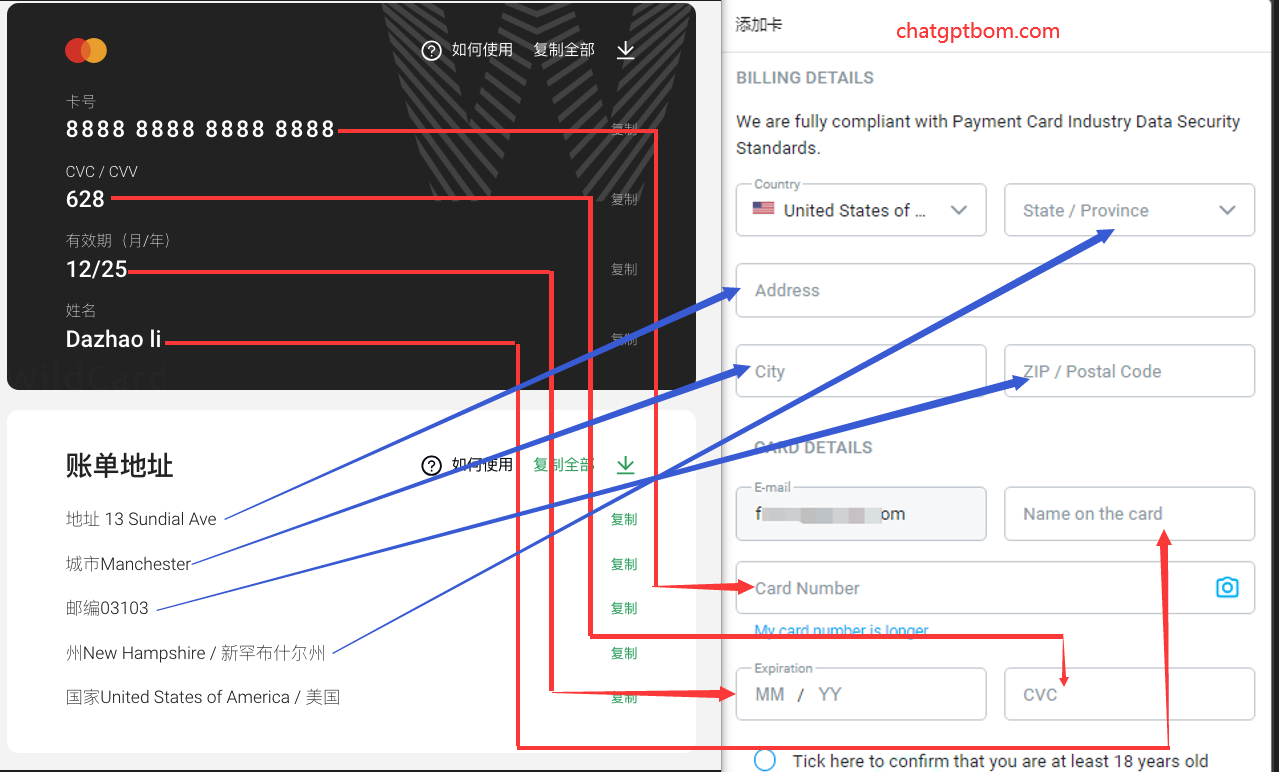 如何使用 复制全部
卡号
8888 8888 8888 8888 复制
CVC / CVV
628 复制
有效期（月/年）
12/25 复制
姓名
Dazhao li 复制
WildCard
账单地址 如何使用 复制全部
地址 13 Sundial Ave 复制
城市Manchester 复制
邮编03103 复制
州New Hampshire / 新罕布什尔州 复制
国家United States of America / 美国 复制
添加卡
chatgptbom.com
BILLING DETAILS
We are fully compliant with Payment Card Industry Data Security
Standards.
Country
United States of ...
State / Province
Address
City
ZIP / Postal Code
CARD DETAILS
E-mail
f om
Name on the card
Card Number
My card number is longer
Expiration
MM / YY
CVC
Tick here to confirm that you are at least 18 years old